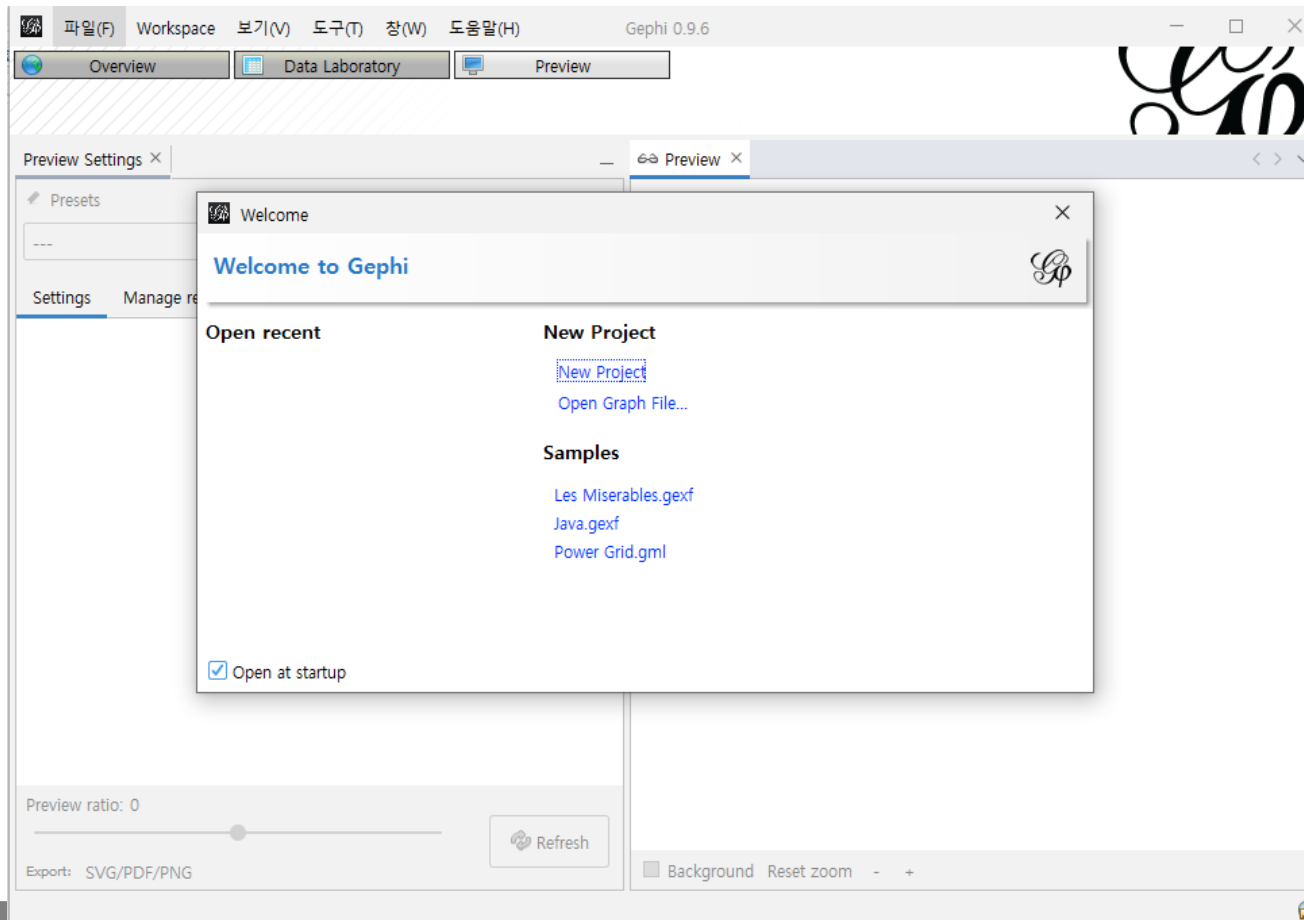 파일(F) Workspace 보기(V) 도구(T) 창(W) 도움말(H) Gephi 0.9.6
Overview Data Laboratory Preview
Preview Settings Preview
Presets
---
Settings Manage re
Welcome
Welcome to Gephi
Open recent
New Project
New Project
Open Graph File...
Samples
Les Miserables.gexf
Java.gexf
Power Grid.gml
Open at startup
Preview ratio: 0
Refresh
Export: SVG/PDF/PNG
Background Reset zoom - +